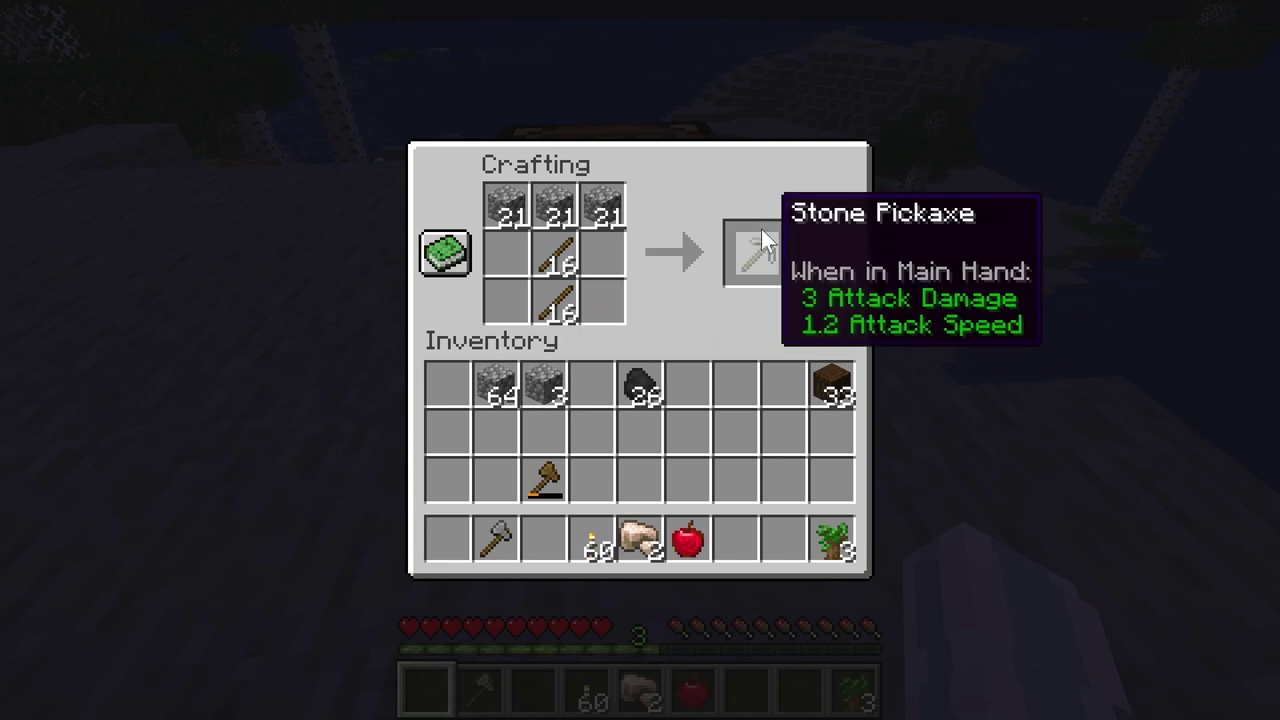 Crafting
21 21 21
Stone Pickaxe
16
When in Main Hand:
3 Attack Damage
16
1.2 Attack Speed
Inventory
64 3 26 33
60 2 3
3
60 2 3